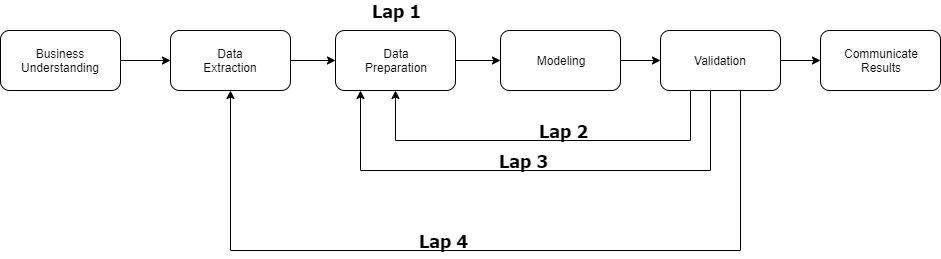 Lap 1
Business
Understanding
Data
Extraction
Data
Preparation
Modeling
Validation
Communicate
Results
Lap 2
Lap 3
Lap 4